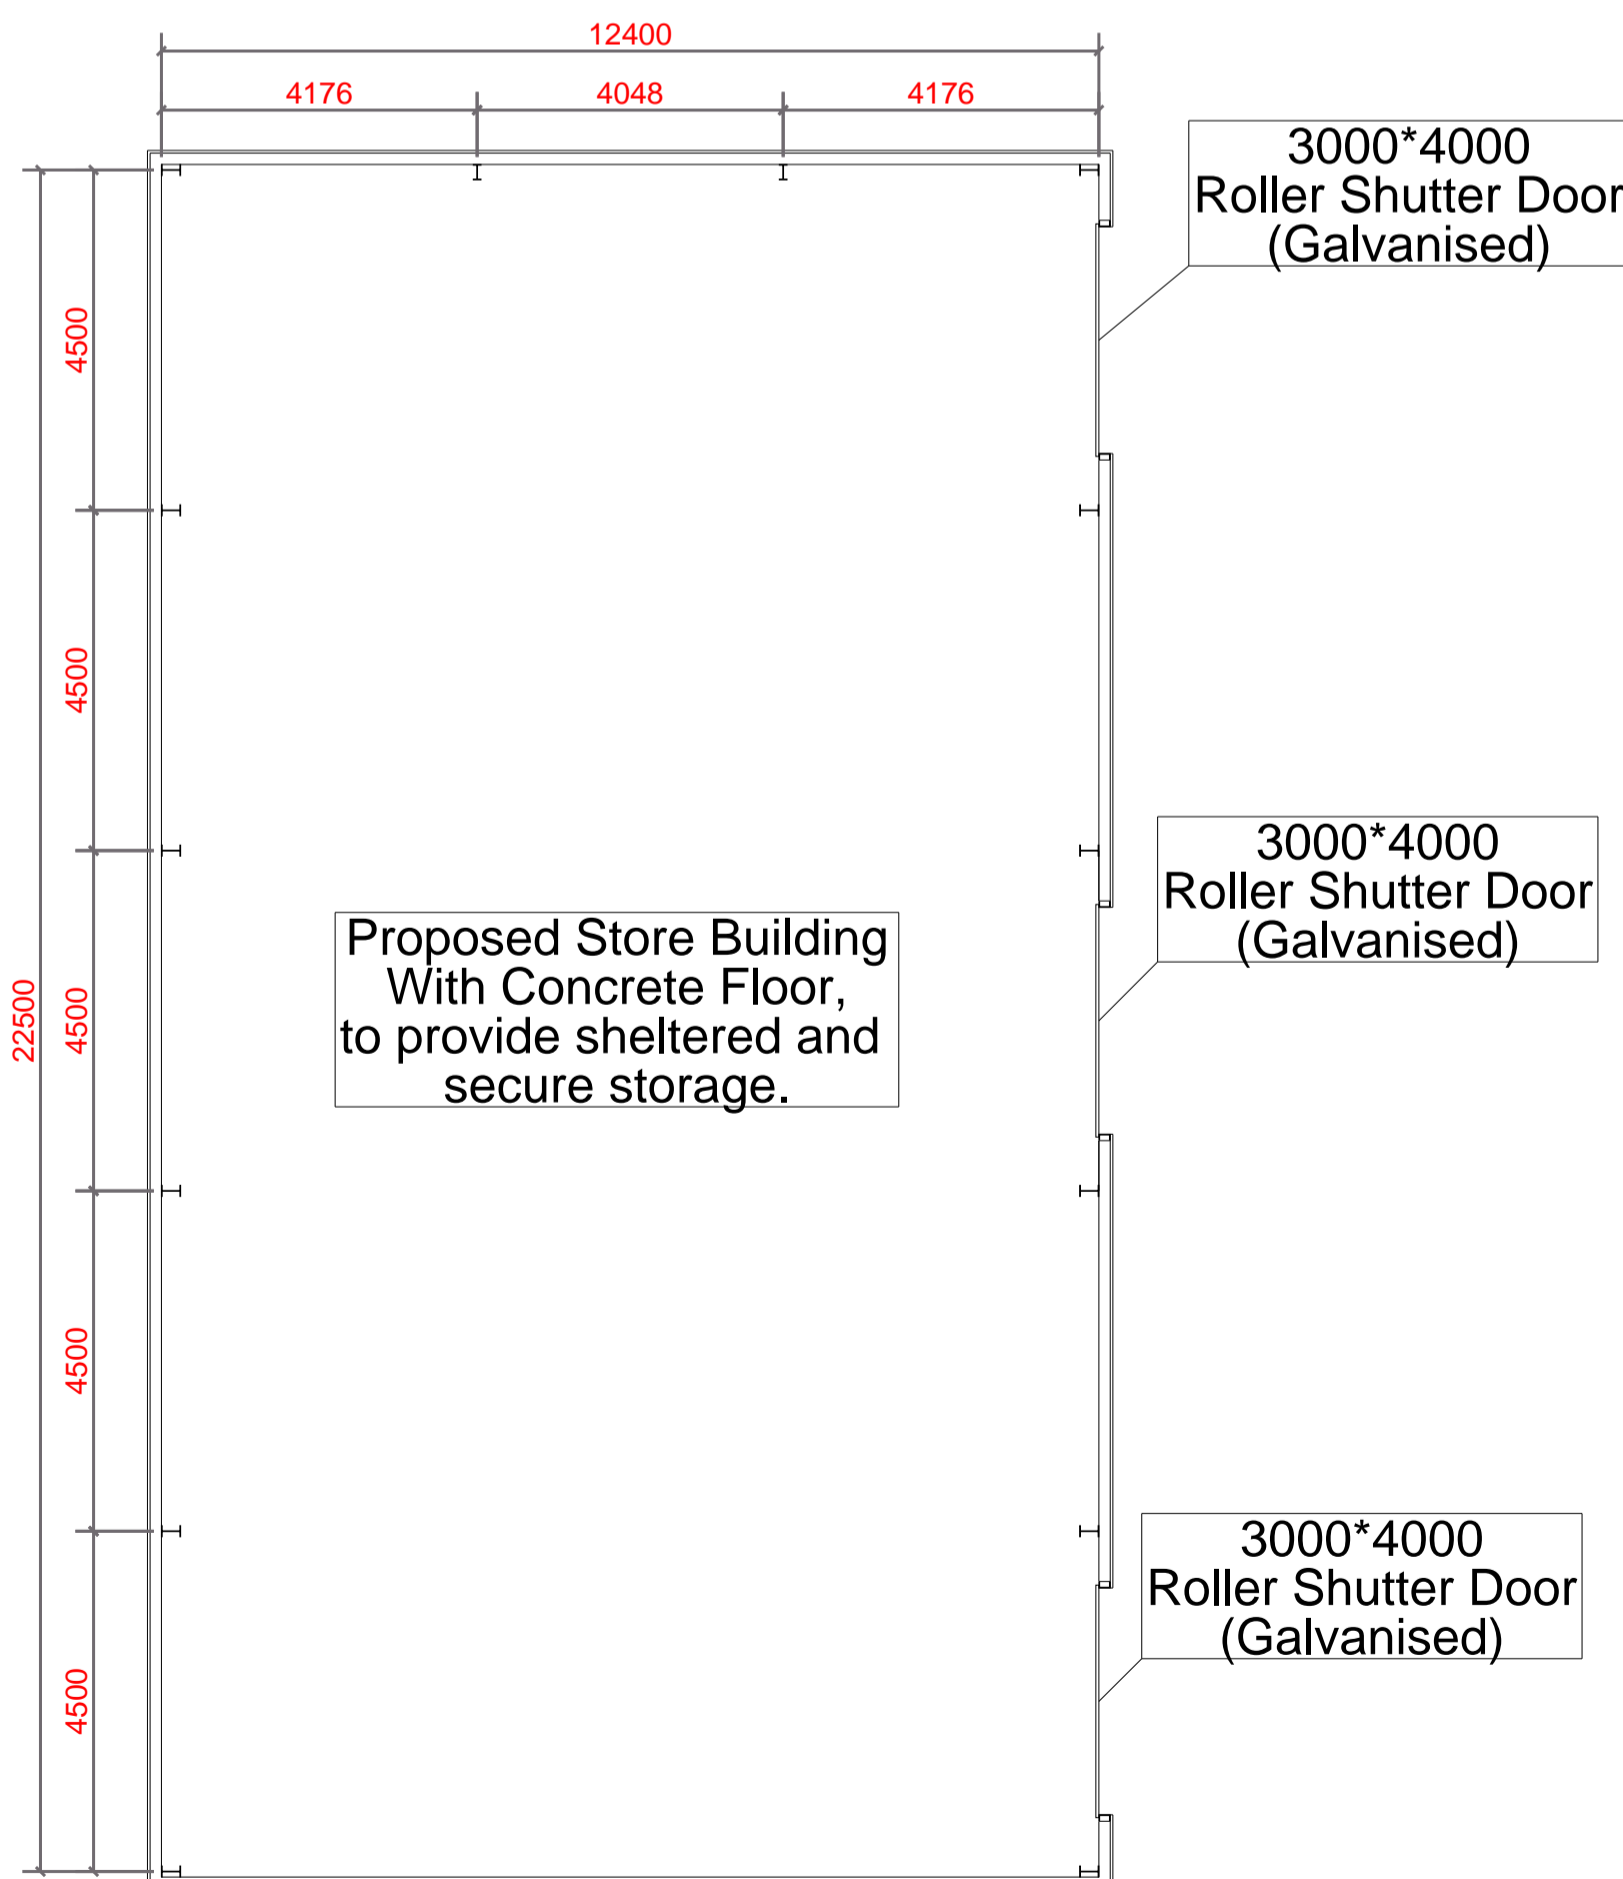 12400
4176
4048
4176
3000*4000
Roller Shutter Door
(Galvanised)
4500
4500
3000*4000
Roller Shutter Door
(Galvanised)
Proposed Store Building
With Concrete Floor,
to provide sheltered and
secure storage.
22500
4500
4500
3000*4000
Roller Shutter Door
(Galvanised)
4500